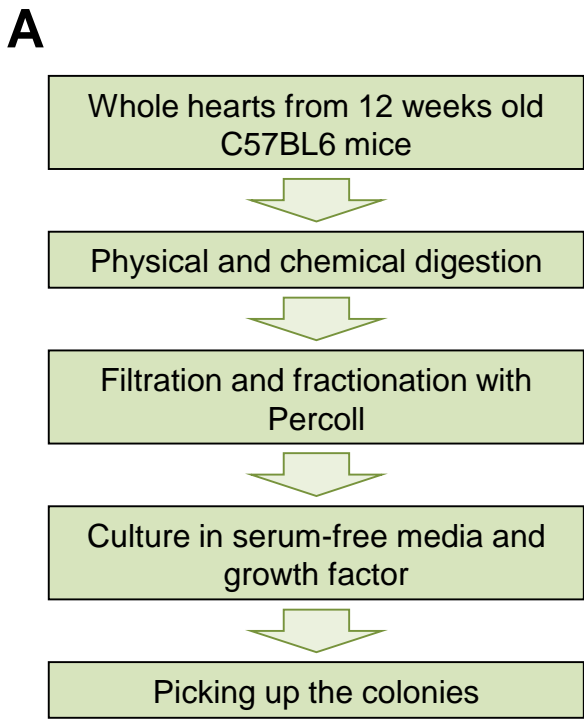 A
Whole hearts from 12 weeks old
C57BL6 mice
Physical and chemical digestion
Filtration and fractionation with
Percoll
Culture in serum-free media and
growth factor
Picking up the colonies